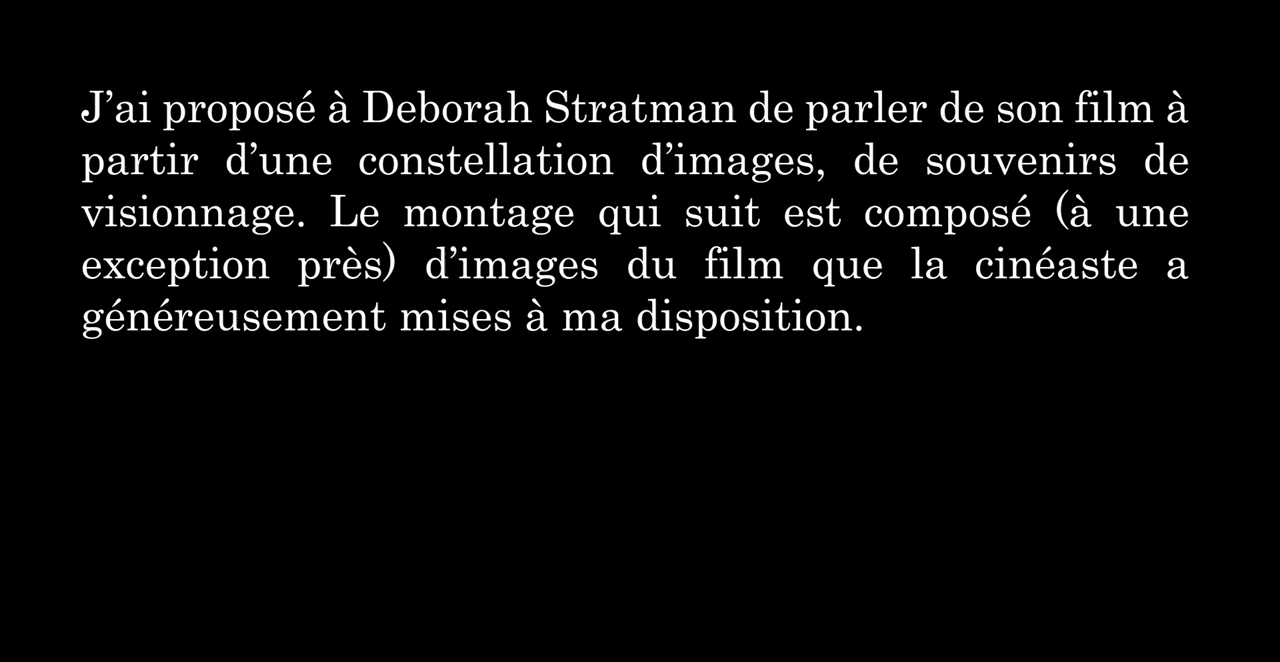 J’ai proposé à Deborah Stratman de parler de son film à
partir d’une constellation d’images, de souvenirs de
visionnage. Le montage qui suit est composé (à une
exception près) d’images du film que la cinéaste a
généreusement mises à ma disposition.